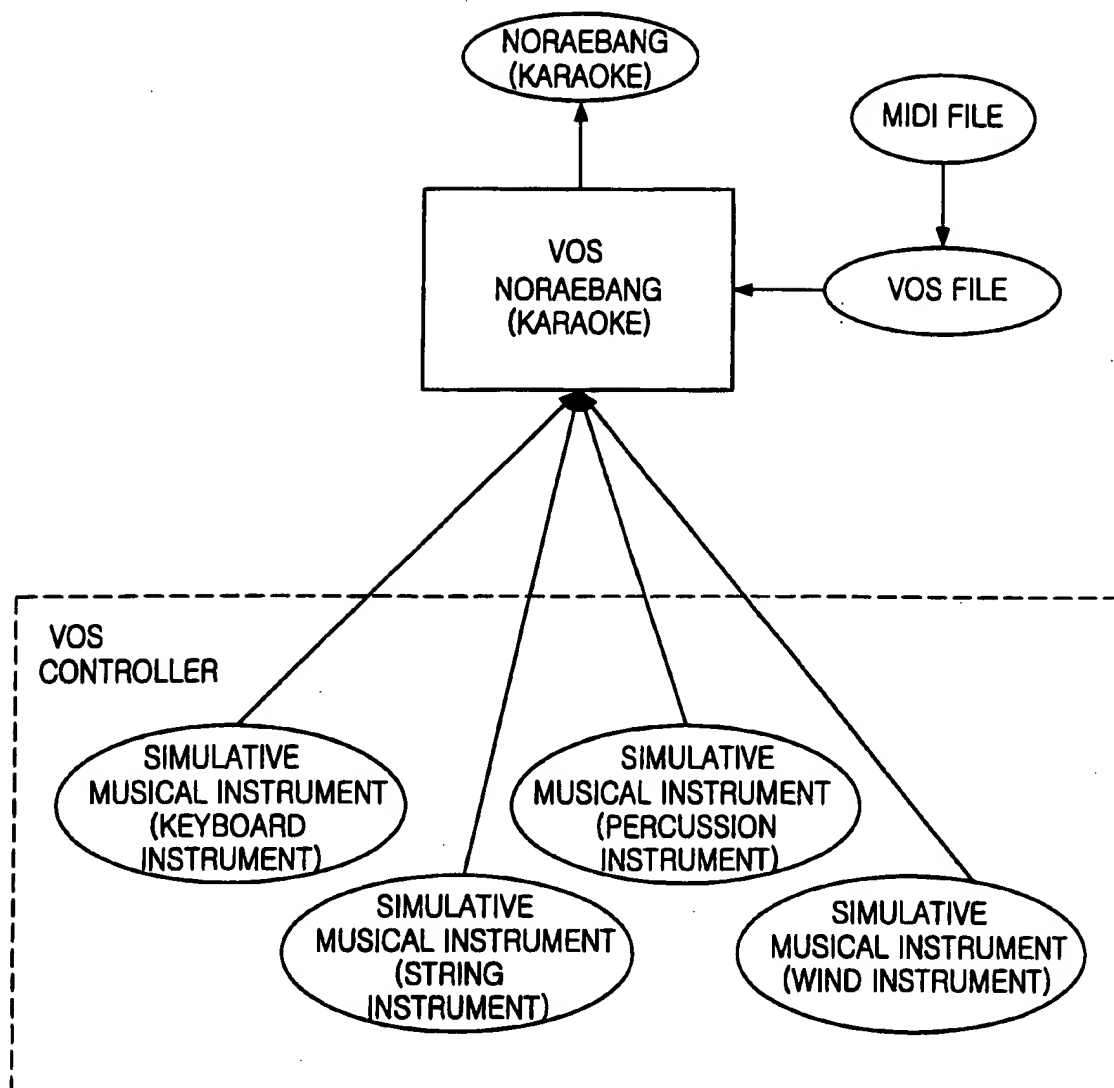 NORAEBANG
(KARAOKE)
MIDI FILE
VOS
NORAEBANG
(KARAOKE)
VOS FILE
VOS
CONTROLLER
SIMULATIVE
MUSICAL INSTRUMENT
(KEYBOARD
INSTRUMENT)
SIMULATIVE
MUSICAL INSTRUMENT
(PERCUSSION
INSTRUMENT)
SIMULATIVE
MUSICAL INSTRUMENT
(STRING
INSTRUMENT)
SIMULATIVE
MUSICAL INSTRUMENT
(WIND INSTRUMENT)